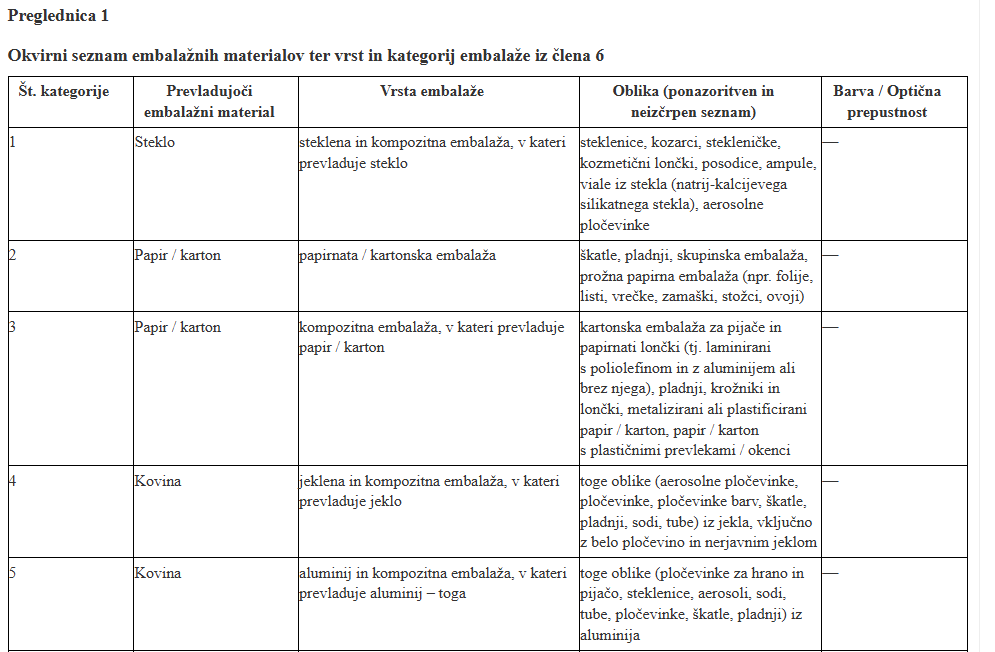 Preglednica 1
Okvirni seznam embalažnih materialov ter vrst in kategorij embalaže iz člena 6
Št. kategorije
Prevladujoči
embalažni material
Vrsta embalaže
Oblika (ponazoritven in
neizčrpen seznam)
Barva / Optična
prepustnost
1
Steklo
steklena in kompozitna embalaža, v kateri
prevladuje steklo
steklenice, kozarci, stekleničke,
kozmetični lončki, posodice, ampule,
viale iz stekla (natrij-kalcijevega
silikatnega stekla), aerosolne
pločevinke
—
2
Papir / karton
papirnata / kartonska embalaža
škatle, pladnji, skupinska embalaža,
prožna papirna embalaža (npr. folije,
listi, vrečke, zamaški, stožci, ovoji)
—
3
Papir / karton
kompozitna embalaža, v kateri prevladuje
papir / karton
kartonska embalaža za pijače in
papirnati lončki (tj. laminirani
s poliolefinom in z aluminijem ali
brez njega), pladnji, krožniki in
lončki, metalizirani ali plastificirani
papir / karton, papir / karton
s plastičnimi prevlekami / okenci
—
4
Kovina
jeklena in kompozitna embalaža, v kateri
prevladuje jeklo
toge oblike (aerosolne pločevinke,
pločevinke, pločevinke barv, škatle,
pladnji, sodi, tube) iz jekla, vključno
z belo pločevino in nerjavnim jeklom
—
5
Kovina
aluminij in kompozitna embalaža, v kateri
prevladuje aluminij – toga
toge oblike (pločevinke za hrano in
pijačo, steklenice, aerosoli, sodi,
tube, pločevinke, škatle, pladnji) iz
aluminija
—